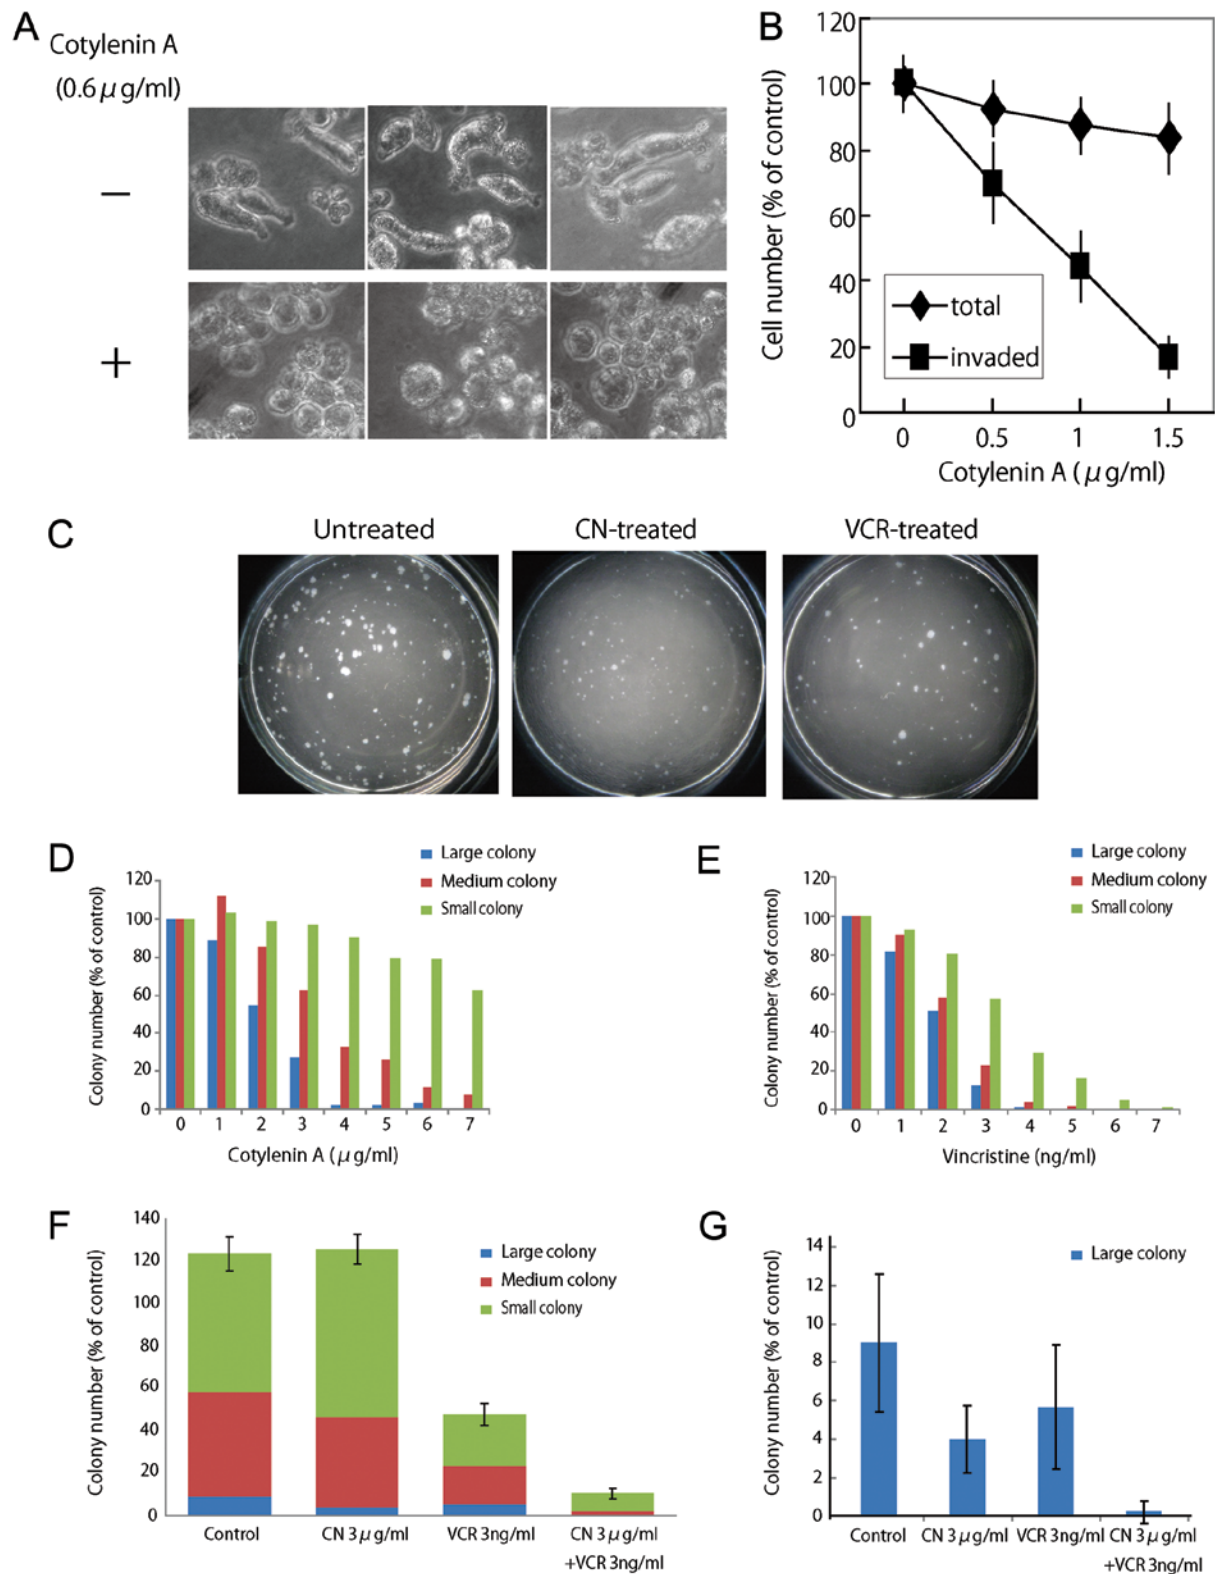 A
Cotylenin A
(0.6 μg/ml)
−
+
B
Cell number (% of control)
120
100
80
60
40
20
0
total
invaded
0 0.5 1 1.5
Cotylenin A (μg/ml)
C
Untreated CN-treated VCR-treated
D
Large colony
Medium colony
Small colony
Colony number (% of control)
120
100
80
60
40
20
0
0 1 2 3 4 5 6 7
Cotylenin A (μg/ml)
E
Large colony
Medium colony
Small colony
Colony number (% of control)
120
100
80
60
40
20
0
0 1 2 3 4 5 6 7
Vincristine (ng/ml)
F
Large colony
Medium colony
Small colony
Colony number (% of control)
140
120
100
80
60
40
20
0
Control CN 3μg/ml VCR 3ng/ml CN 3μg/ml
+VCR 3ng/ml
G
Large colony
Colony number (% of control)
14
12
10
8
6
4
2
0
Control CN 3μg/ml VCR 3ng/ml CN 3μg/ml
+VCR 3ng/ml